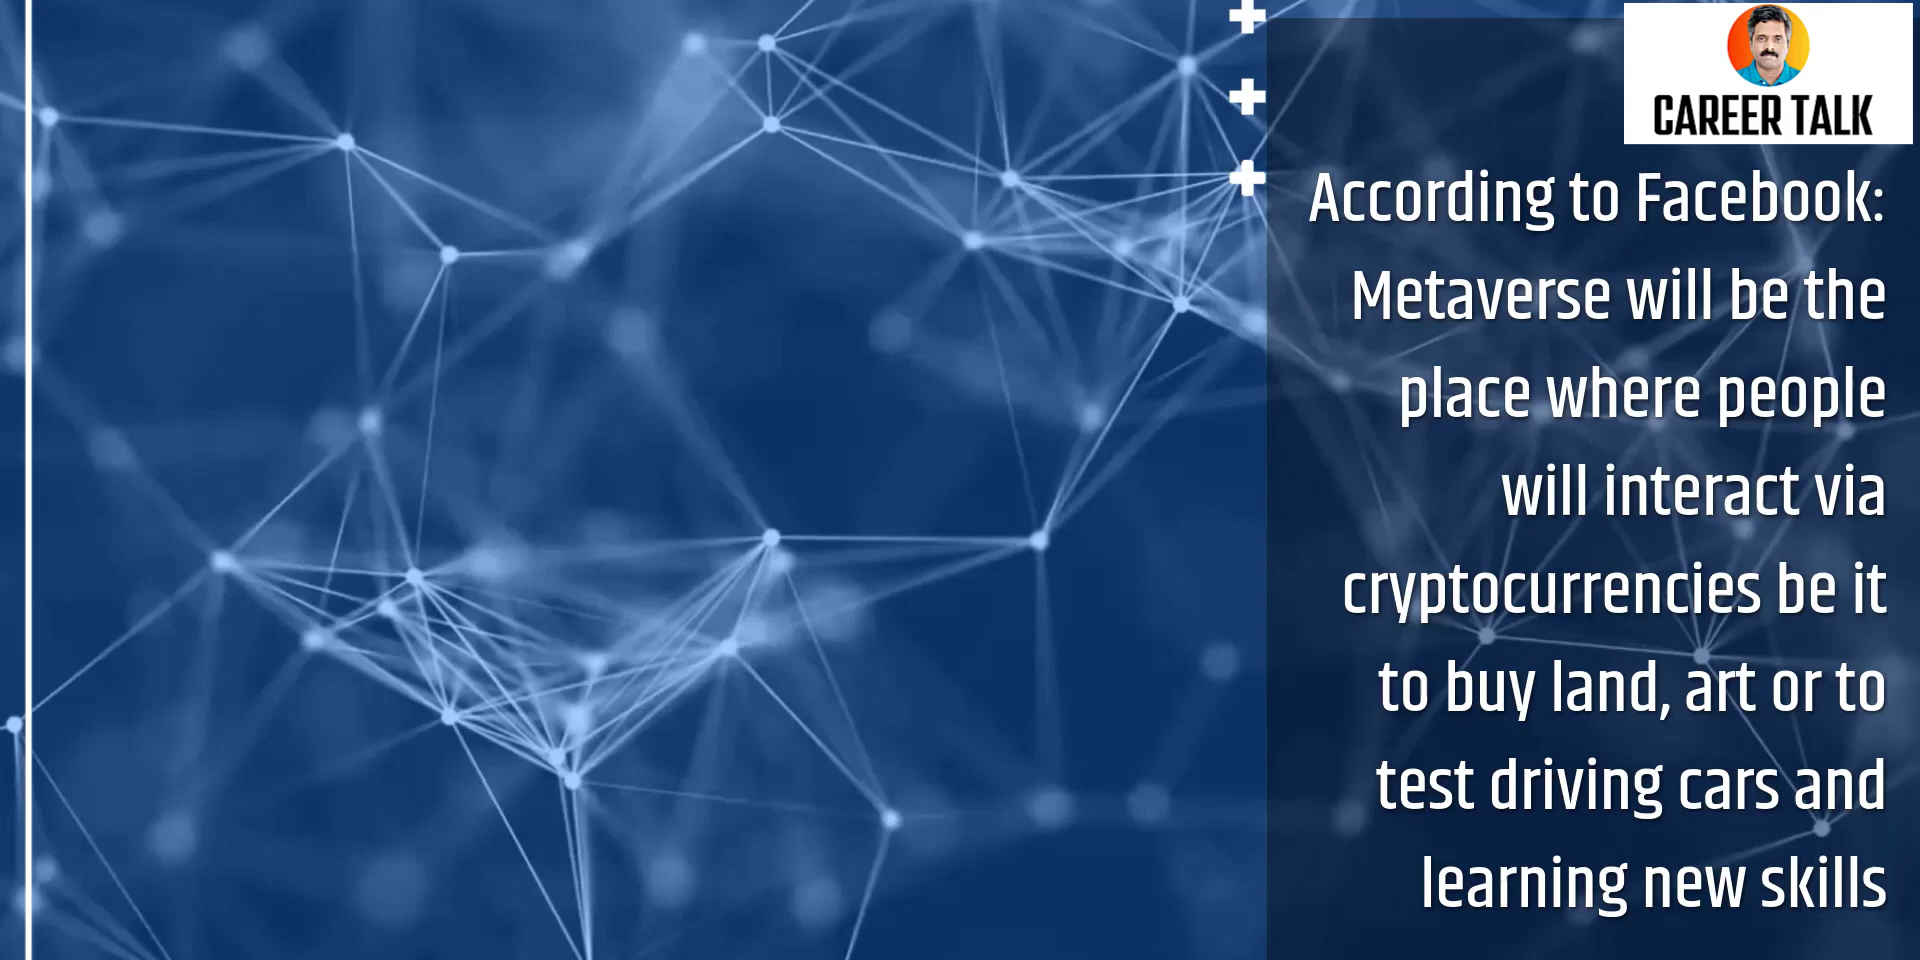 CAREER TALK
According to Facebook:
Metaverse will be the
place where people
will interact via
cryptocurrencies be it
to buy land, art or to
test driving cars and
learning new skills